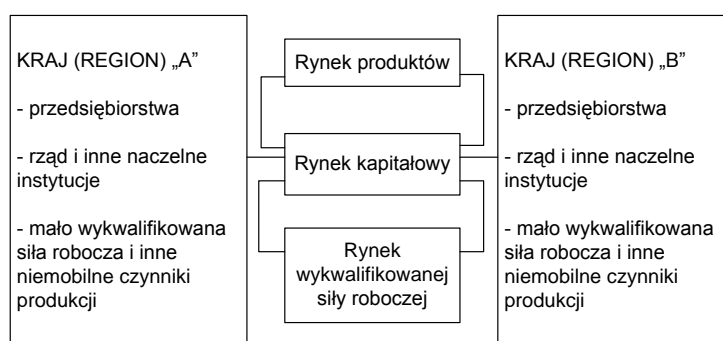 KRAJ (REGION) „A”
- przedsiębiorstwa
- rząd i inne naczelne
instytucje
- mało wykwalifikowana
siła robocza i inne
niemobilne czynniki
produkcji
Rynek produktów
Rynek kapitałowy
Rynek
wykwalifikowanej
siły roboczej
KRAJ (REGION) „B”
- przedsiębiorstwa
- rząd i inne naczelne
instytucje
- mało wykwalifikowana
siła robocza i inne
niemobilne czynniki
produkcji